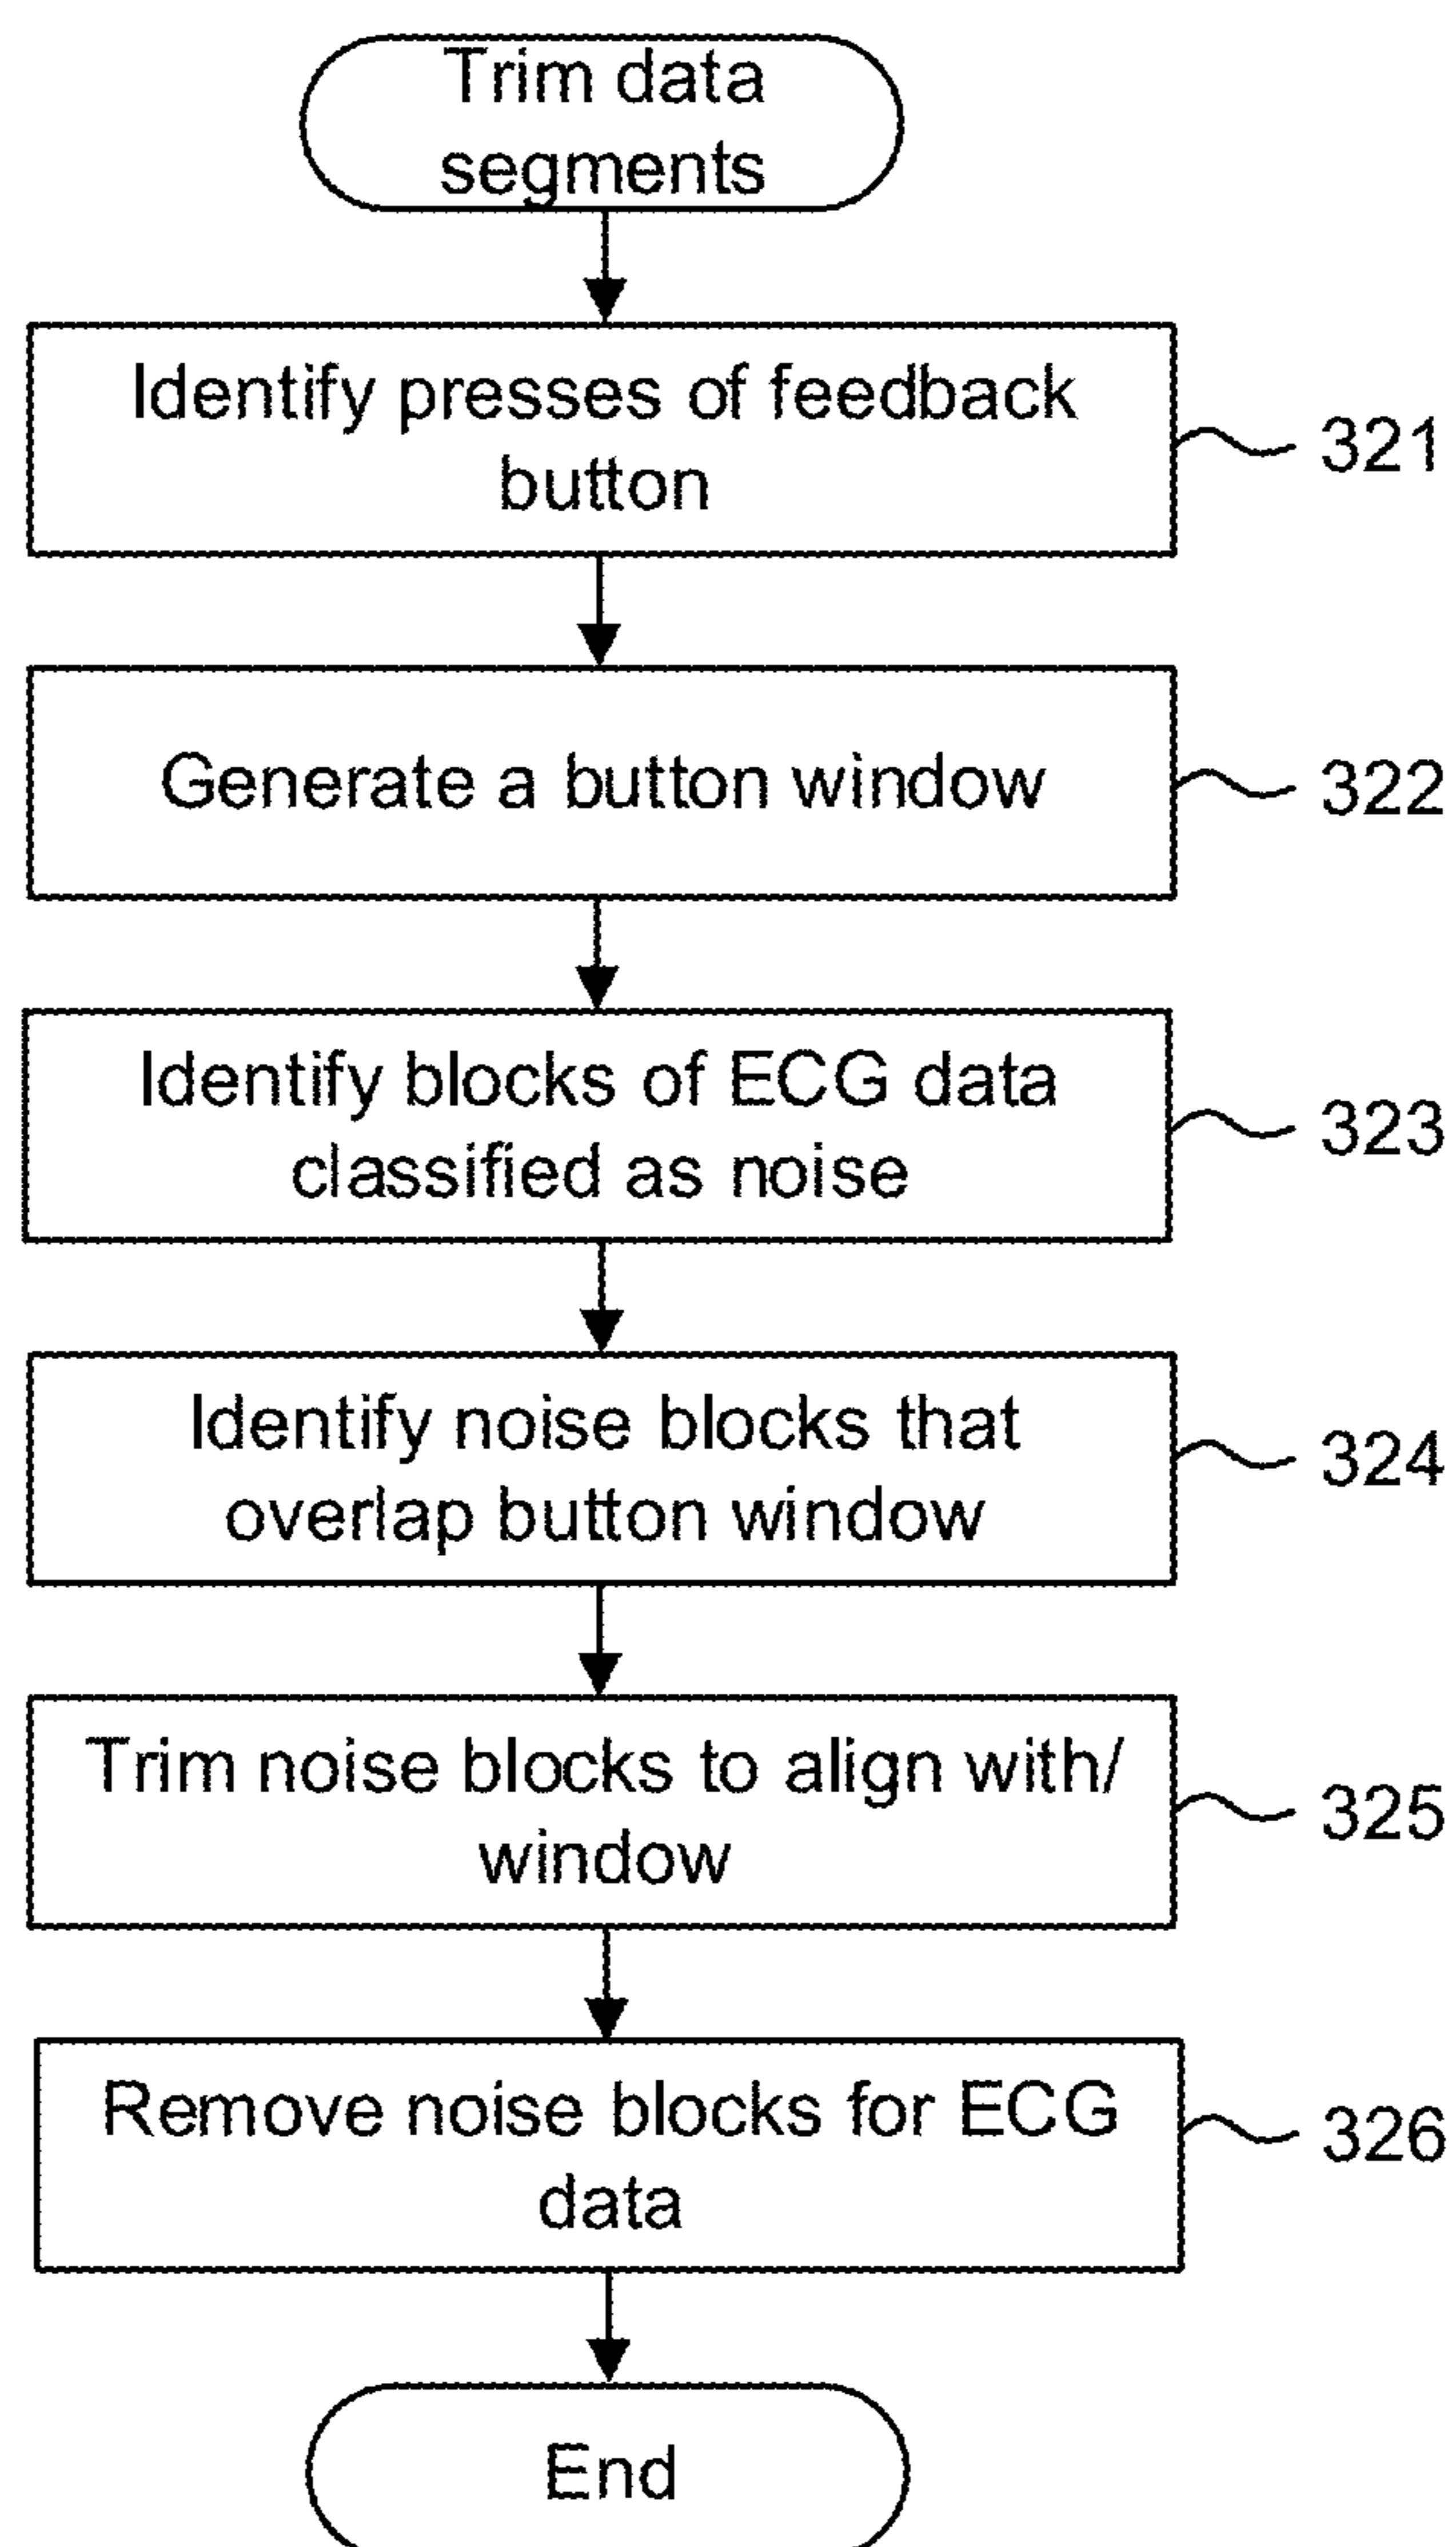 Trim data
segments
Identify presses of feedback
button
321
Generate a button window
322
Identify blocks of ECG data
classified as noise
323
Identify noise blocks that
overlap button window
324
Trim noise blocks to align with/
window
325
Remove noise blocks for ECG
data
326
End